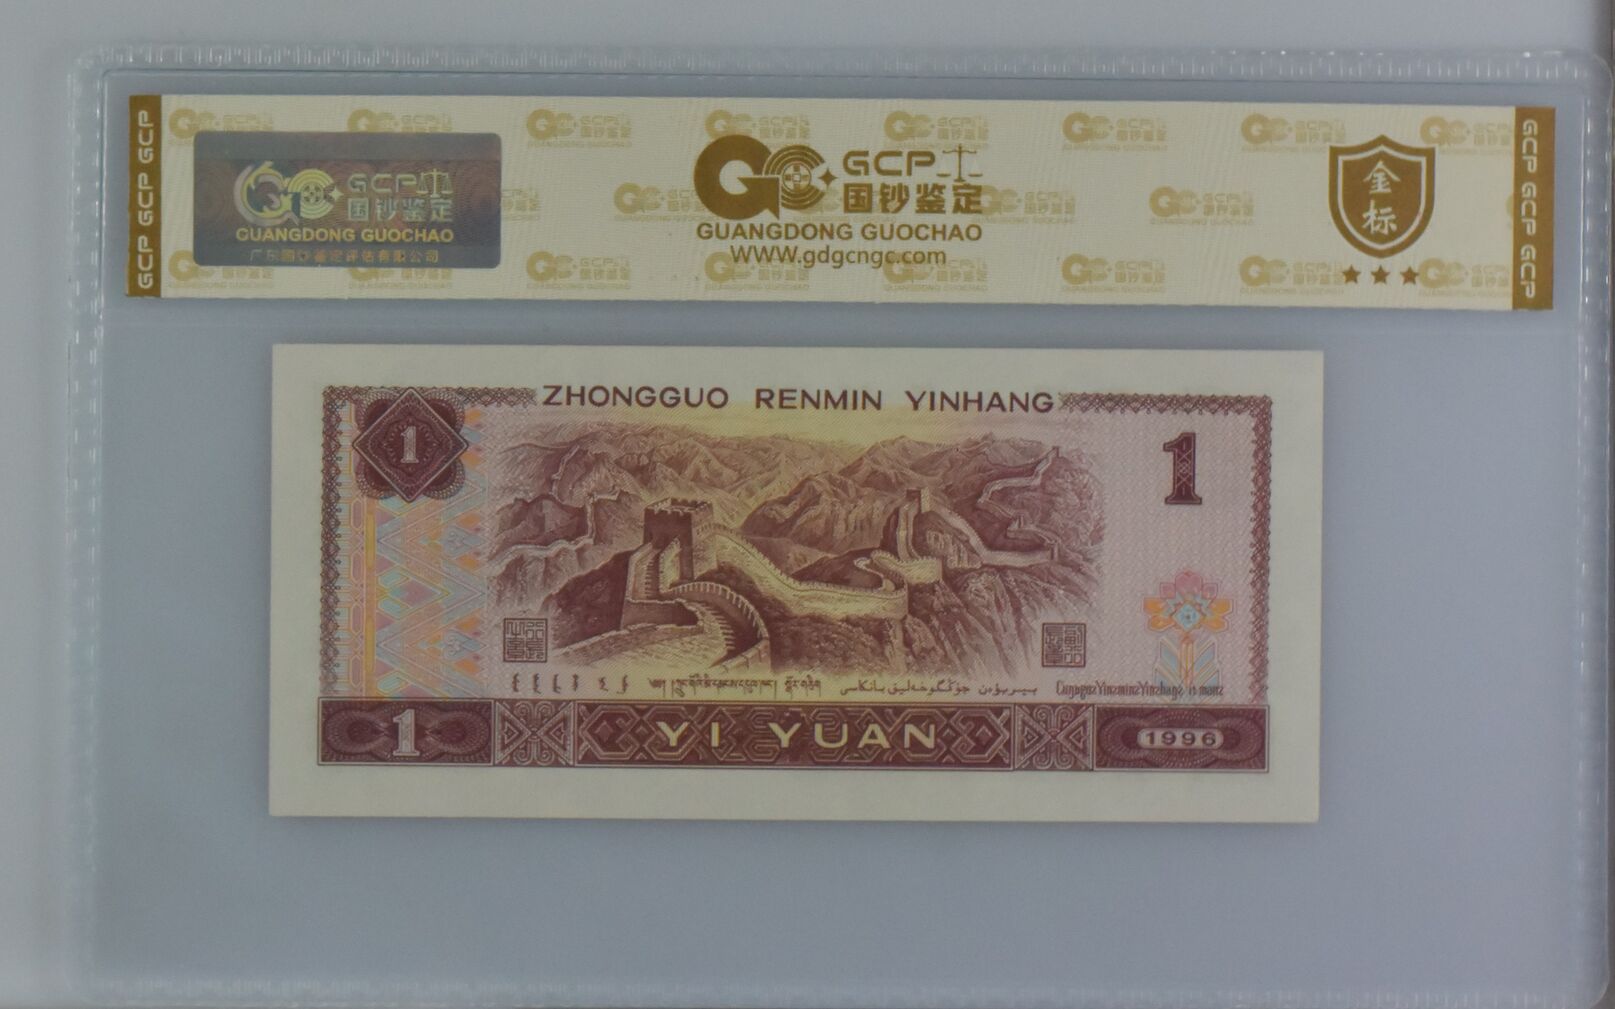 GCP GCP GCP
GCP
国钞鉴定
GUANGDONG GUOCHAO
广东国钞鉴定评估有限公司
GCP
国钞鉴定
GUANGDONG GUOCHAO
WWW.gdgcngc.com
金标
GCP GCP GCP
ZHONGGUO RENMIN YINHANG
1
1
1
YI YUAN
1996